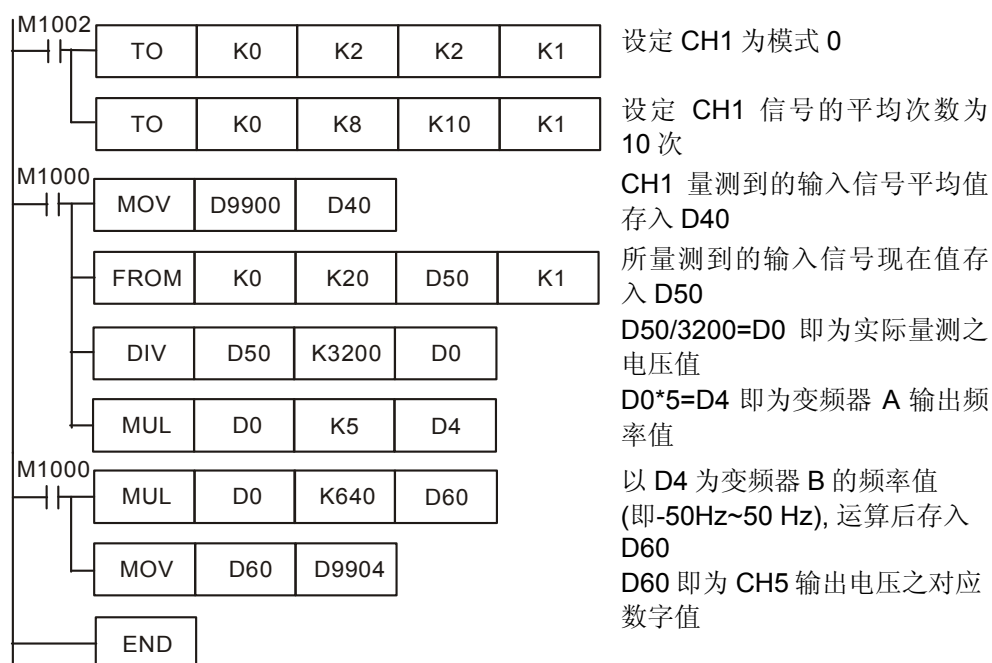 M1002
TO K0 K2 K2 K1 设定 CH1 为模式 0
TO K0 K8 K10 K1 设定 CH1 信号的平均次数为
10 次
M1000
MOV D9900 D40 CH1 量测到的输入信号平均值
存入 D40
FROM K0 K20 D50 K1 所量测到的输入信号现在值存
入 D50
DIV D50 K3200 D0 D50/3200=D0 即为实际量测之
电压值
MUL D0 K5 D4 D0*5=D4 即为变频器 A 输出频
率值
M1000
MUL D0 K640 D60 以 D4 为变频器 B 的频率值
(即-50Hz~50 Hz), 运算后存入
D60
MOV D60 D9904 D60 即为 CH5 输出电压之对应
数字值
END